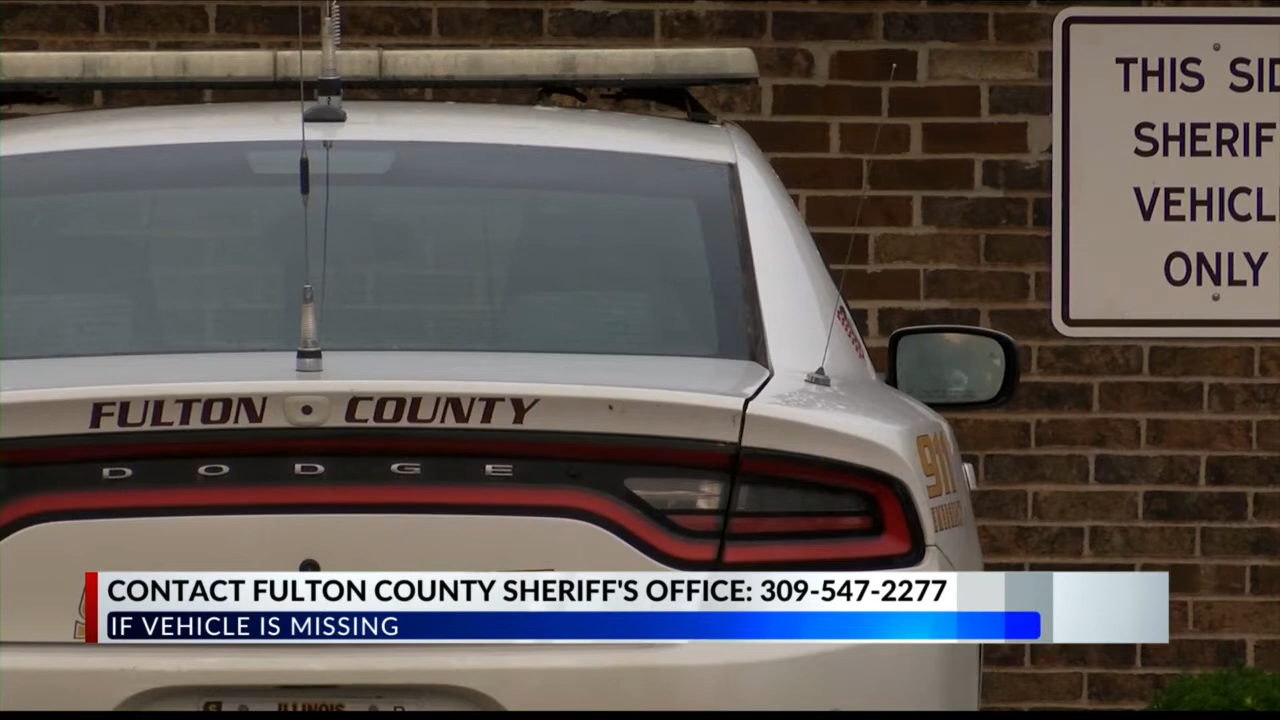 THIS SID
SHERIF
VEHICL
ONLY
FULTON COUNTY
DODGE
911
CONTACT FULTON COUNTY SHERIFF'S OFFICE: 309-547-2277
IF VEHICLE IS MISSING
ILLINOIS